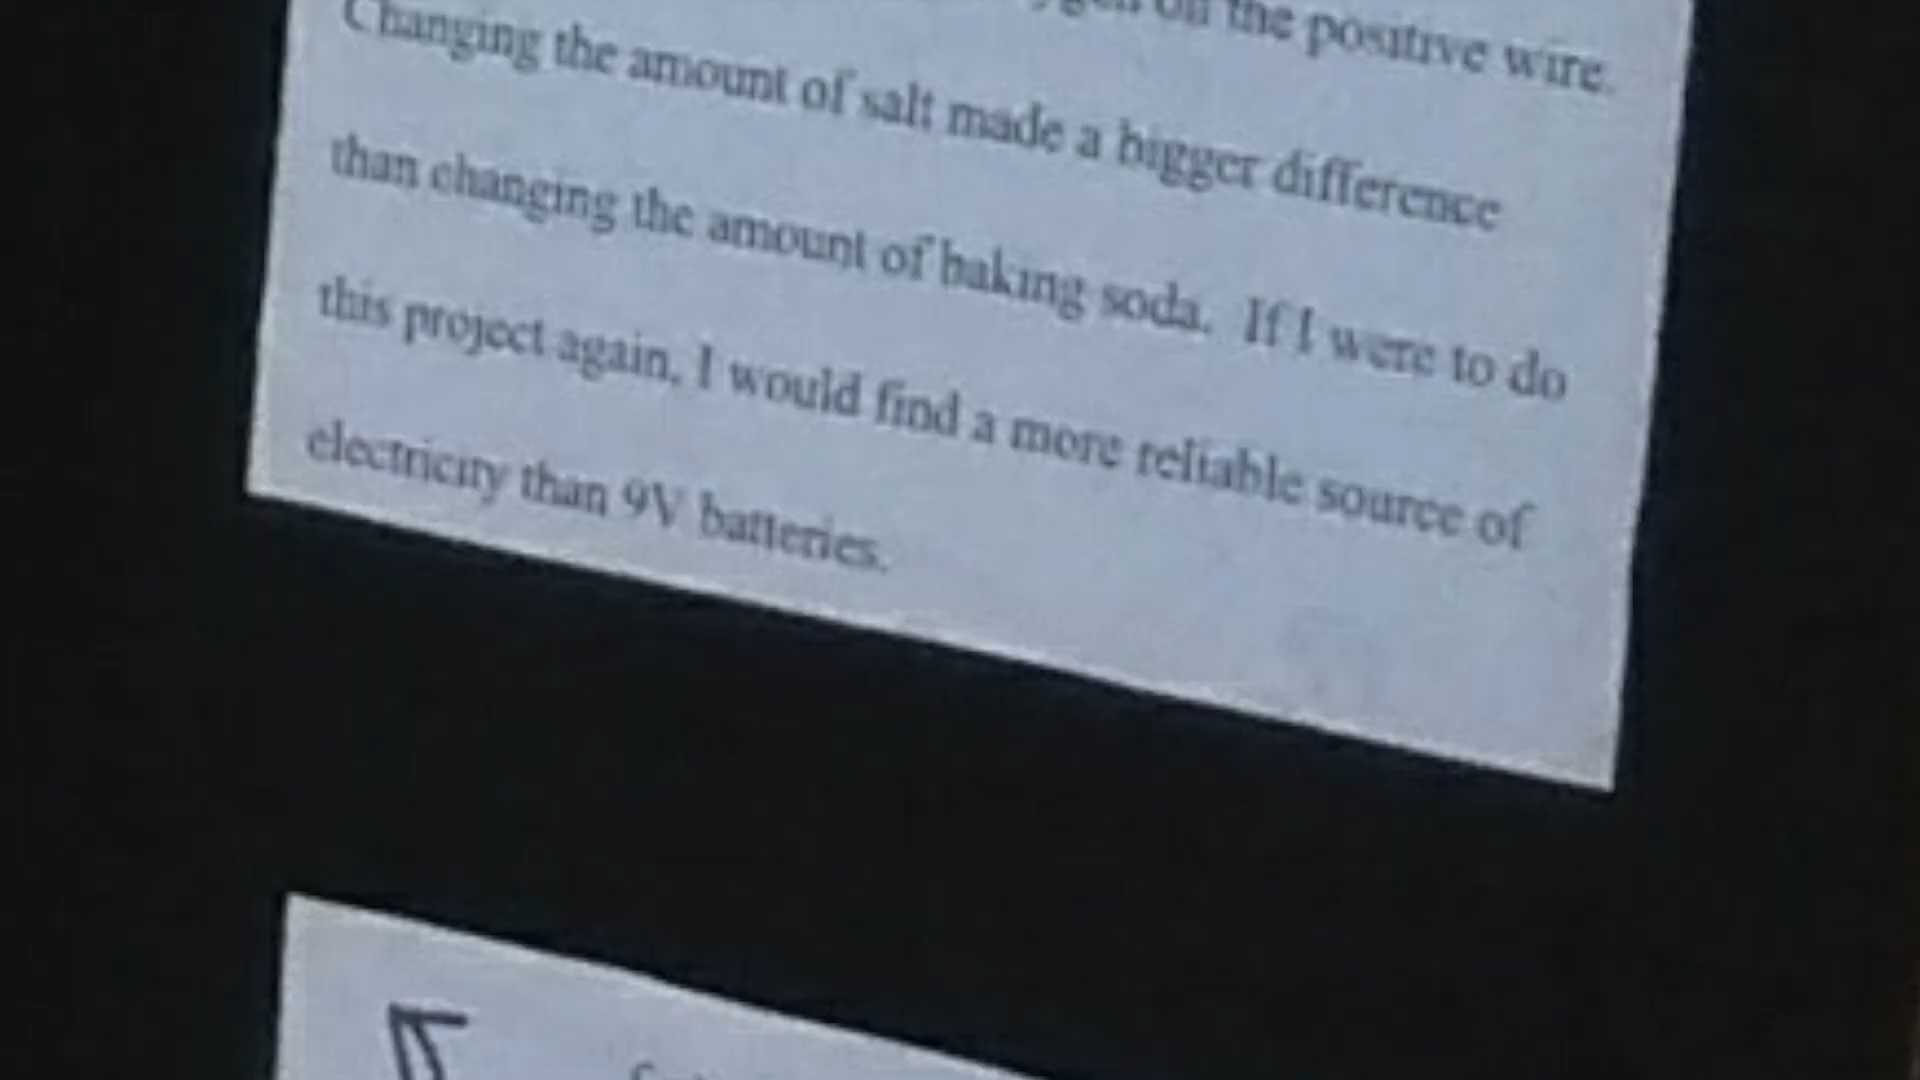 on the positive wire.
Changing the amount of salt made a bigger difference
than changing the amount of baking soda. If I were to do
this project again, I would find a more reliable source of
electricity than 9V batteries.